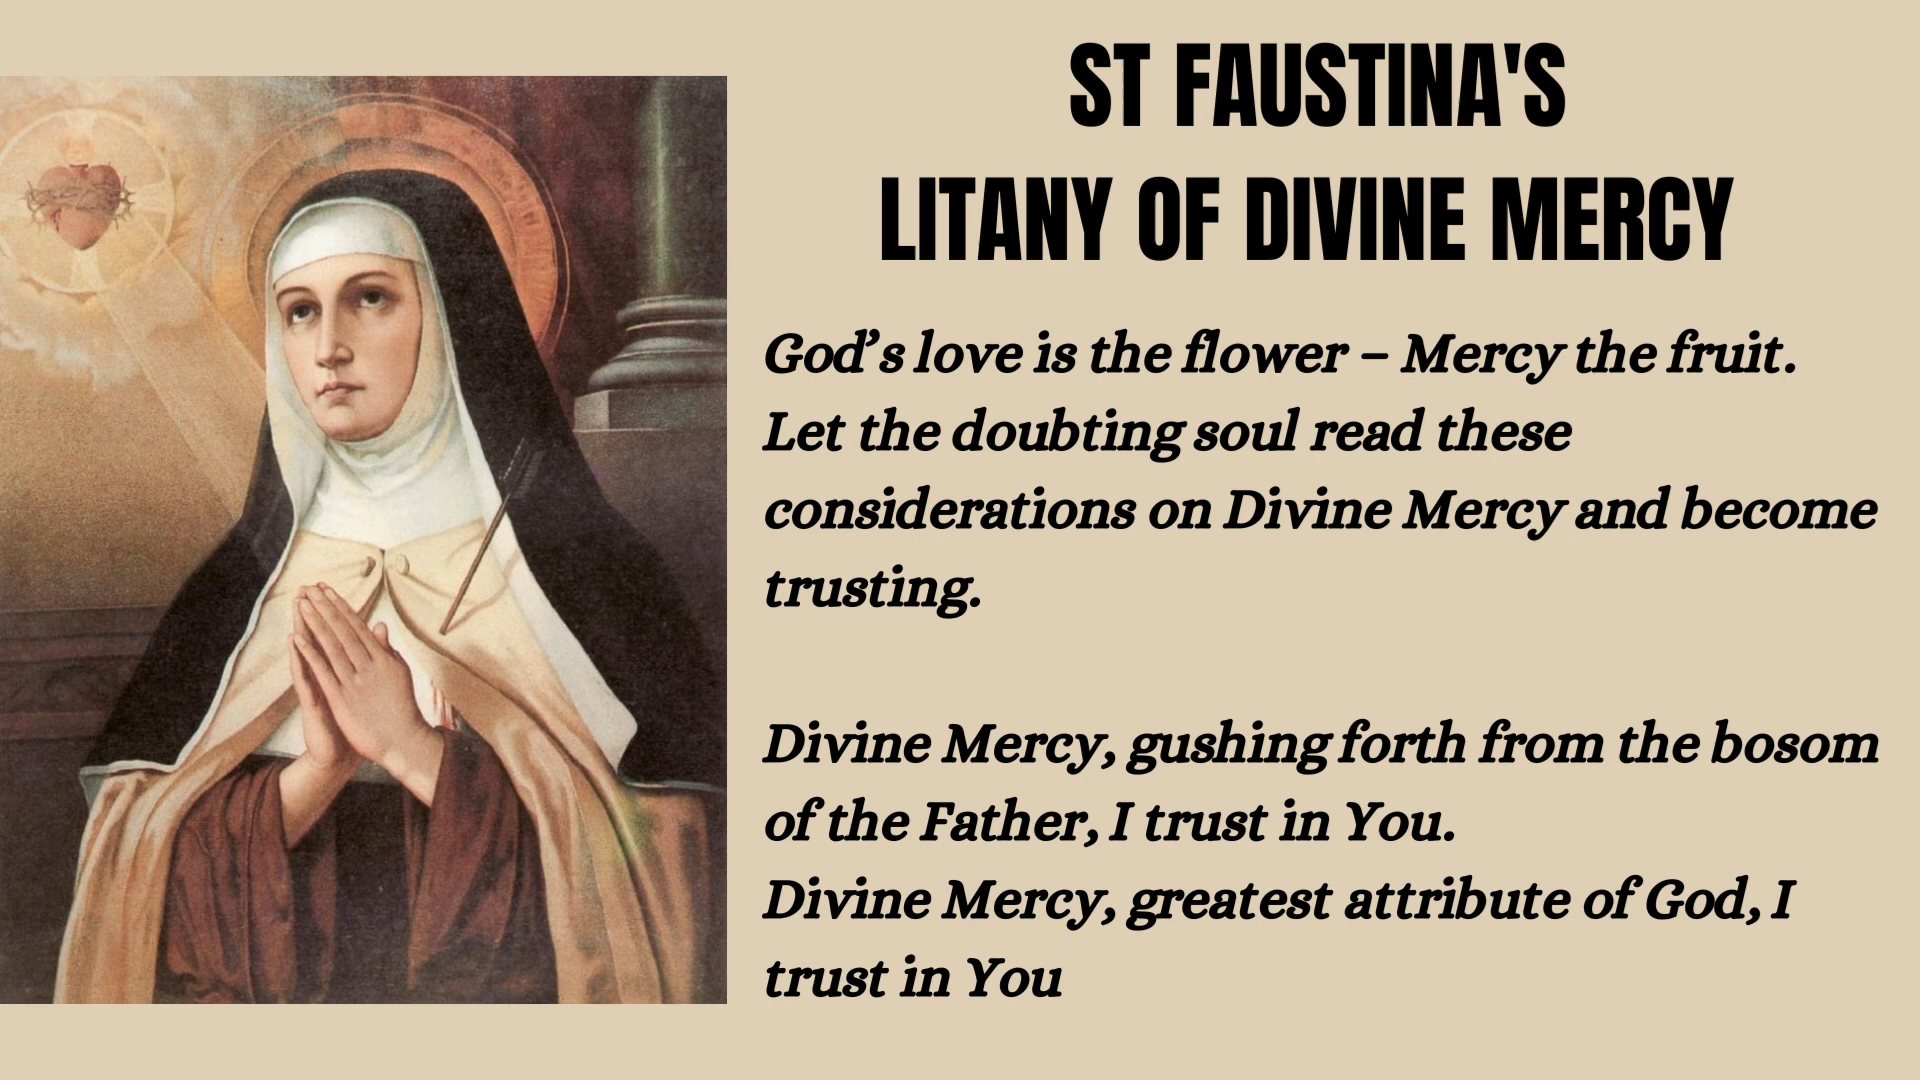 ST FAUSTINA'S
LITANY OF DIVINE MERCY
God’s love is the flower – Mercy the fruit.
Let the doubting soul read these
considerations on Divine Mercy and become
trusting.
Divine Mercy, gushing forth from the bosom
of the Father, I trust in You.
Divine Mercy, greatest attribute of God, I
trust in You